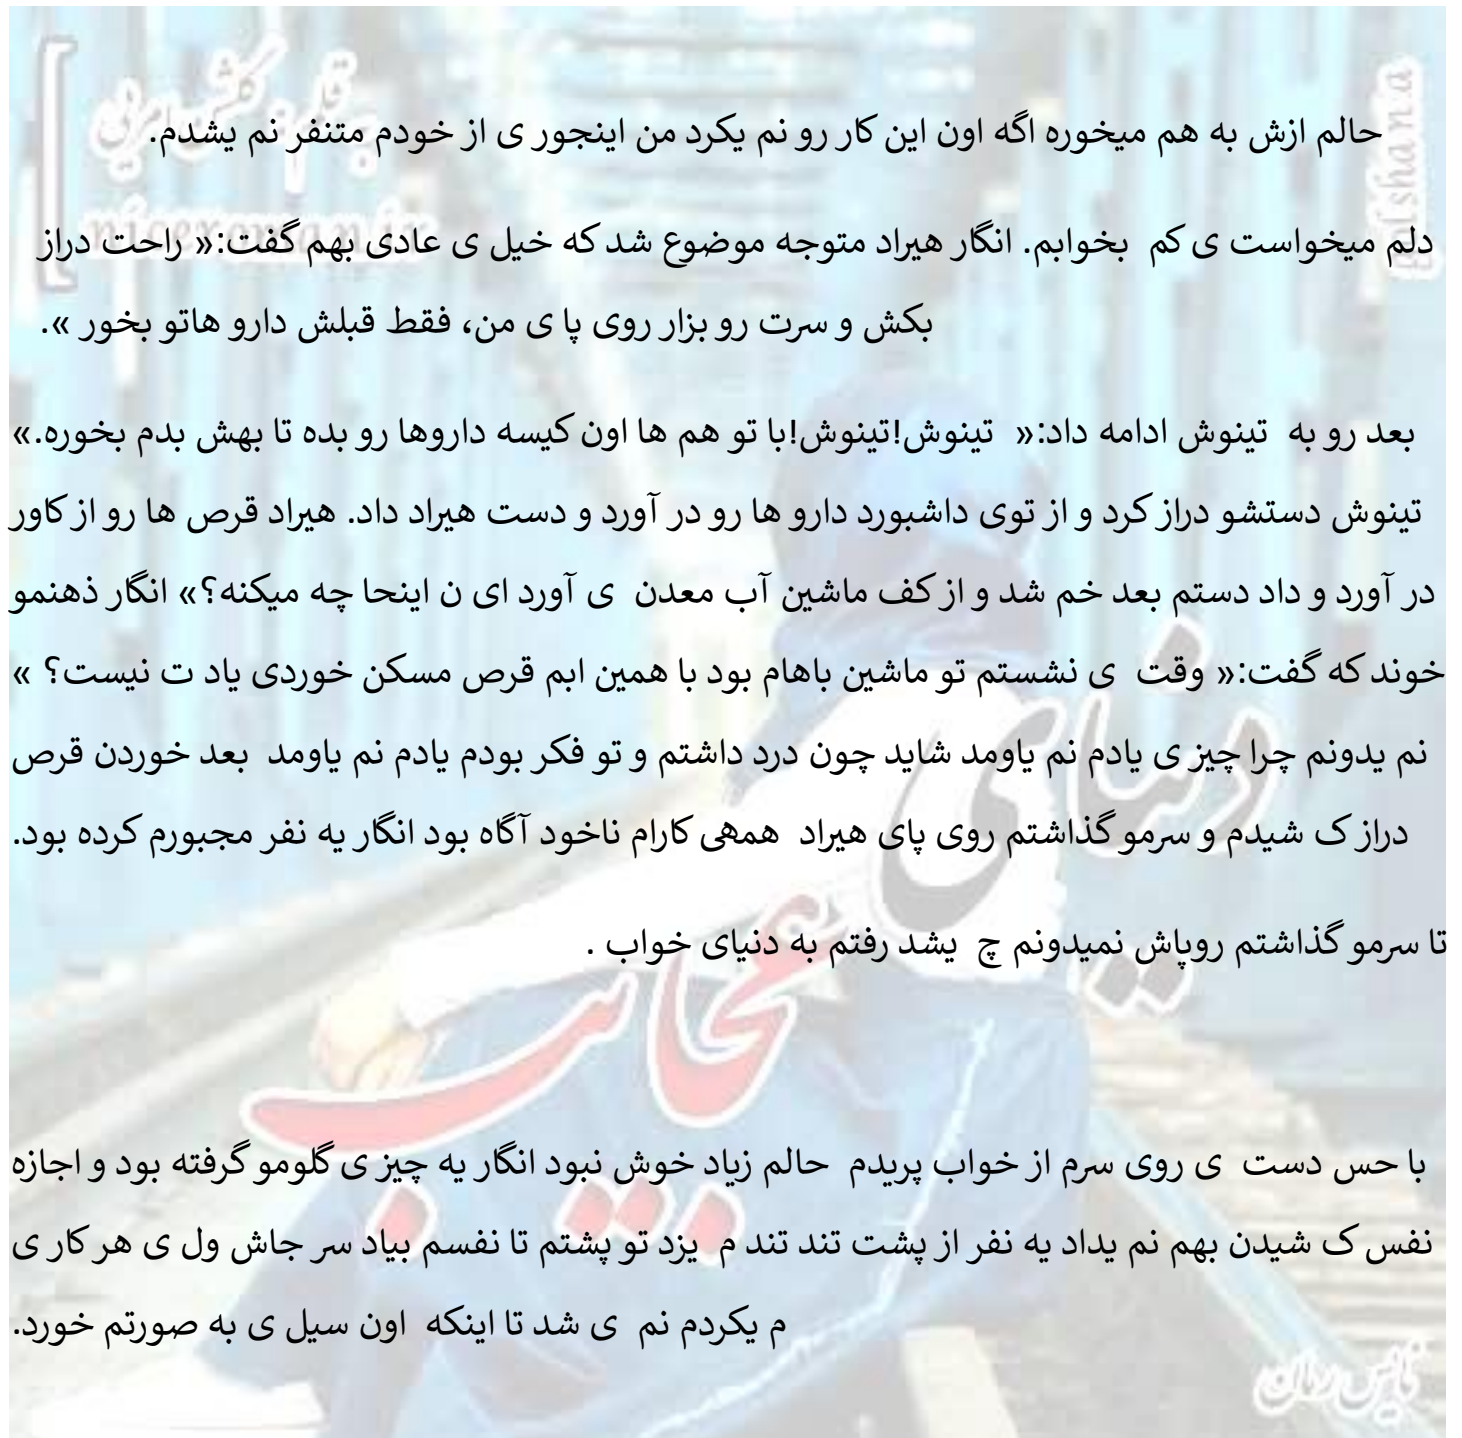 حالم ازش به هم میخوره اگه اون این کار رو نم یکرد من اینجور ی از خودم متنفر نم یشدم.
دلم میخواست ی کم  بخوابم. انگار هیراد متوجه موضوع شد که خیل ی عادی بهم گفت:« راحت دراز
بکش و سرت رو بزار روی پا ی من، فقط قبلش دارو هاتو بخور ».
بعد رو به  تینوش ادامه داد:«  تینوش!تینوش!با تو هم ها اون کیسه داروها رو بده تا بهش بدم بخوره.»
تینوش دستشو دراز کرد و از توی داشبورد دارو ها رو در آورد و دست هیراد داد. هیراد قرص ها رو از کاور
در آورد و داد دستم بعد خم شد و از کف ماشین آب معدن  ی آورد ای ن اینحا چه میکنه؟» انگار ذهنمو
خوند که گفت:« وقت  ی نشستم تو ماشین باهام بود با همین ابم قرص مسکن خوردی یاد ت نیست؟ »
نم یدونم چرا چیز ی یادم نم یاومد شاید چون درد داشتم و تو فکر بودم یادم نم یاومد  بعد خوردن قرص
دراز ک شیدم و سرمو گذاشتم روی پای هیراد  همهی کارام ناخود آگاه بود انگار یه نفر مجبورم کرده بود.
تا سرمو گذاشتم روپاش نمیدونم چ  یشد رفتم به دنیای خواب .
با حس دست  ی روی سرم از خواب پریدم  حالم زیاد خوش نبود انگار یه چیز ی گلومو گرفته بود و اجازه
نفس ک شیدن بهم نم یداد یه نفر از پشت تند تند م  یزد تو پشتم تا نفسم بیاد سر جاش ول ی هر کار ی
م یکردم نم  ی شد تا اینکه  اون سیل ی به صورتم خورد.
دنیای
عجایب
نایس رمان